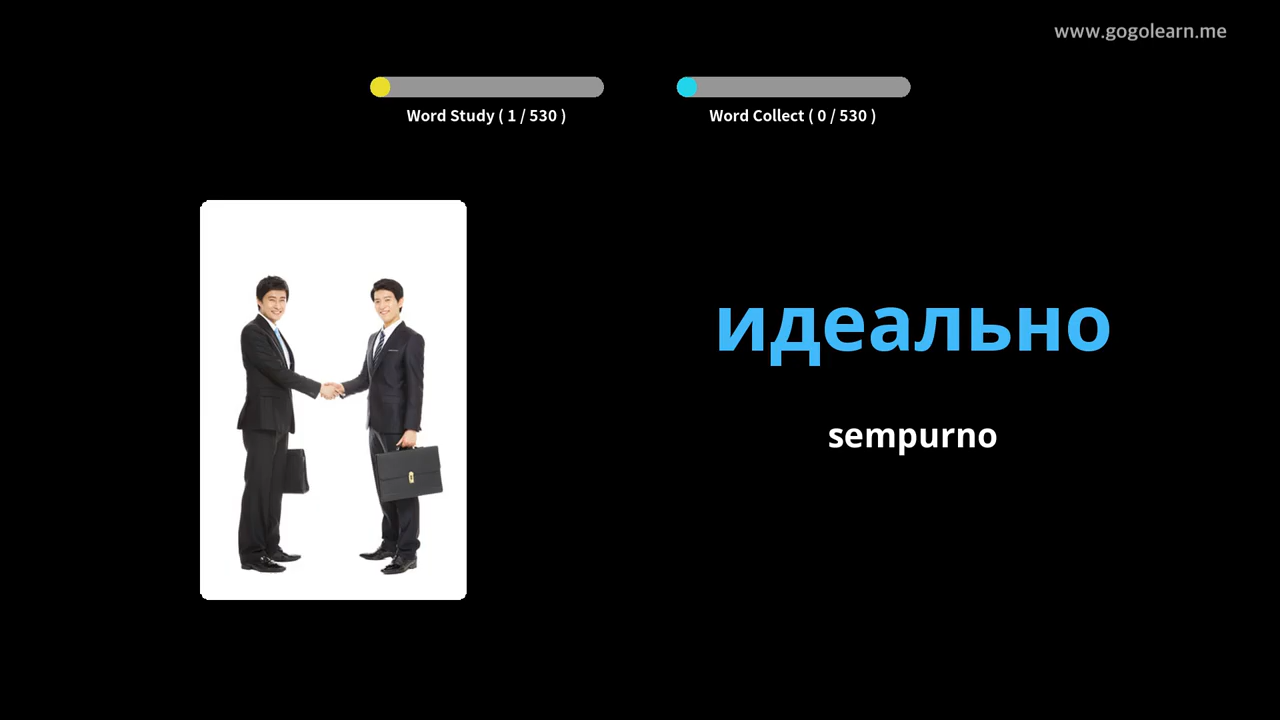 www.gogolearn.me
Word Study ( 1 / 530 )
Word Collect ( 0 / 530 )
идеально
sempurno